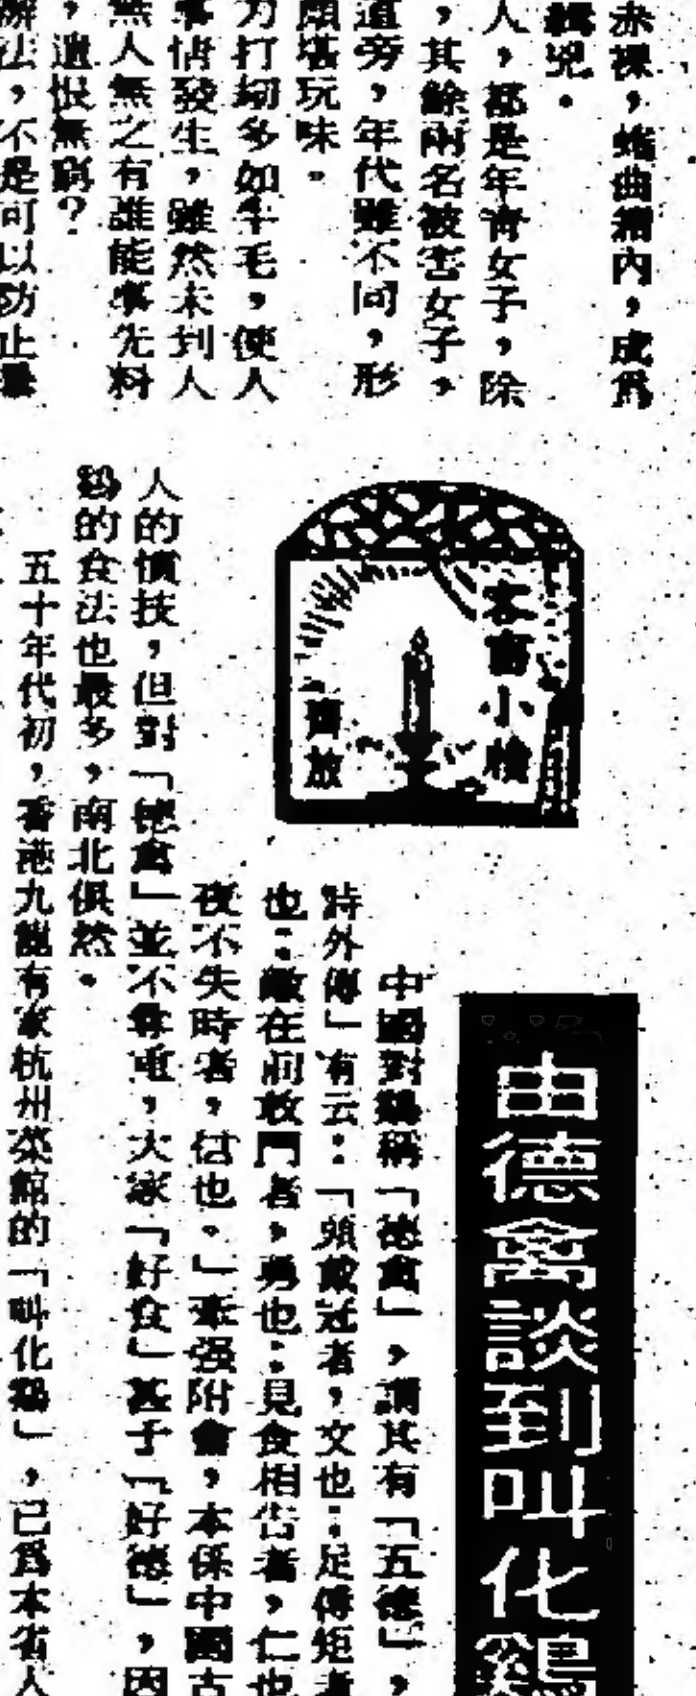 赤裸，蜷曲網內，成爲
緝兇。
人，都是年青女子，除
，其餘兩名被害女子，
道旁，年代雖不同，形
頗堪玩味。
力打刼多如牛毛，使人
事情發生，雖然未到人
無人無之有誰能事先料
，遺恨無窮？
辦法，不是可以防止
客窗小檢
齊放
由德禽談到叫化鷄
中國對鷄稱「德禽」，謂其有「五德」，
詩外傳」有云：「頭戴冠者，文也：足傅距者
也：敵在前敢鬥者，勇也：見食相告者，仁也
夜不失時者，信也。」牽强附會，本係中國古
人的慣技，但對「德禽」並不尊重，大家「好食」甚于「好德」，因
鷄的食法也最多，南北俱然。
五十年代初，香港九龍有家杭州菜館的「叫化鷄」，已爲本省人